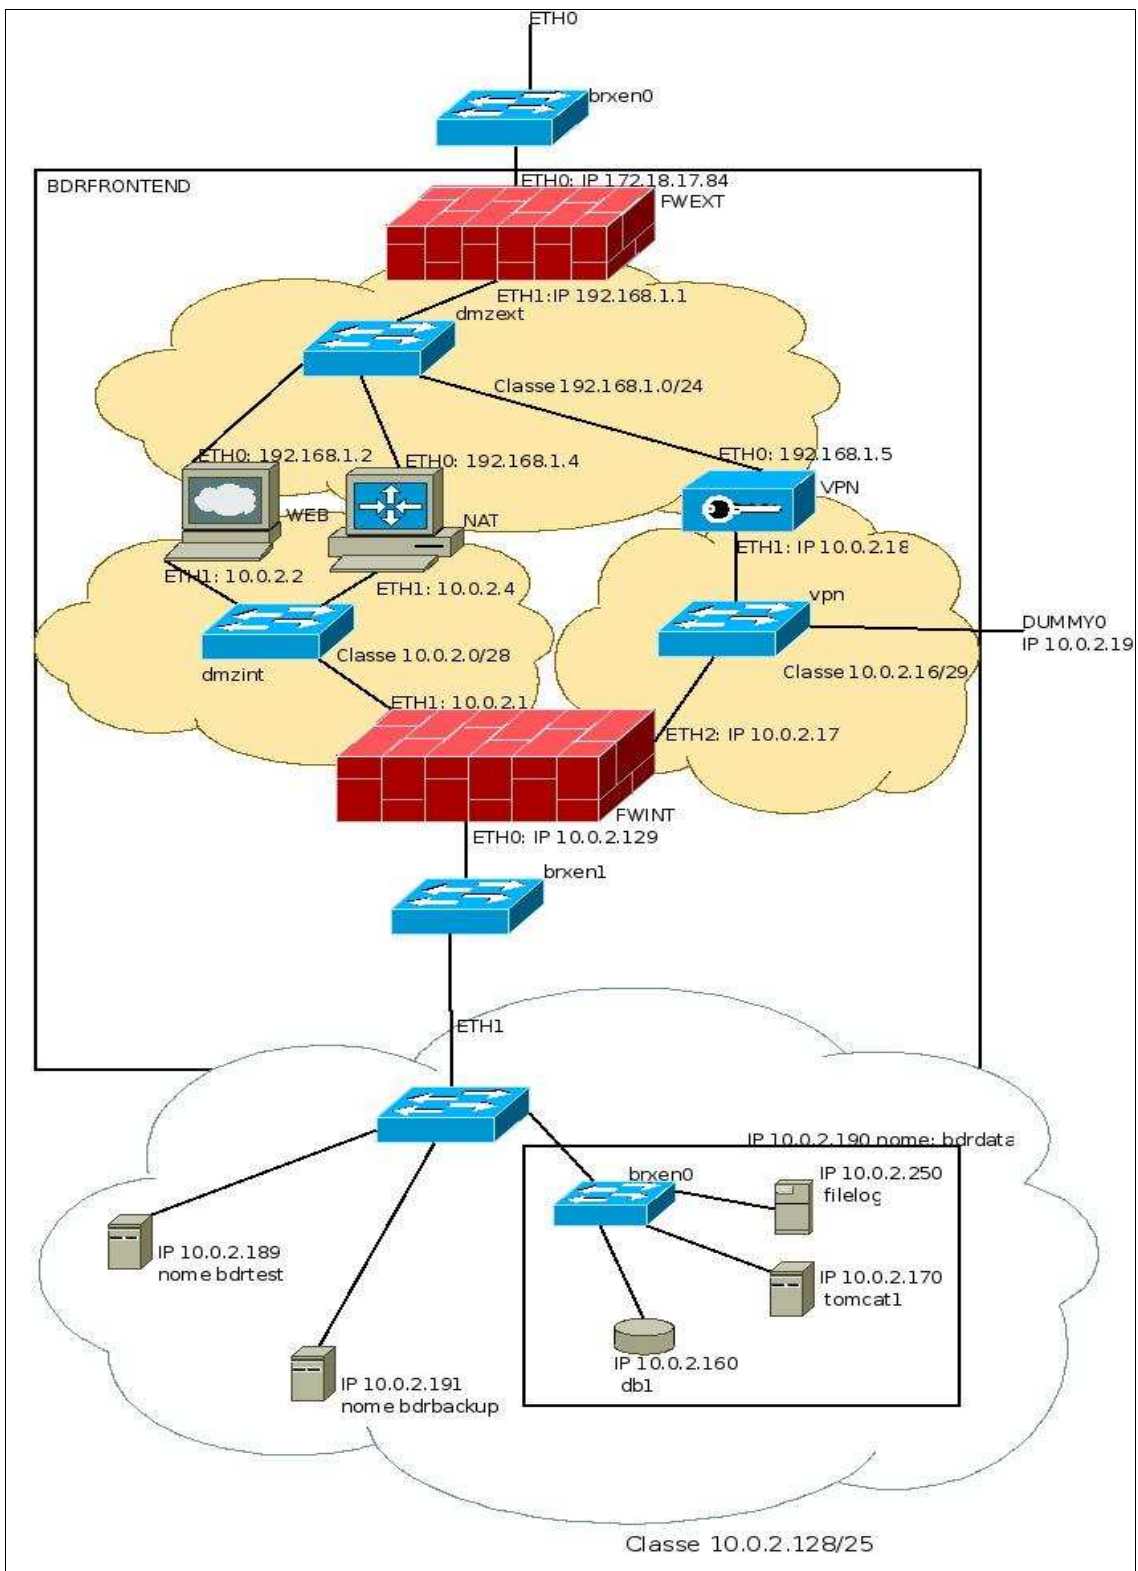 ETH0
brxen0
BDRFRONTEND
ETH0: IP 172.18.17.84
FWEXT
ETH1:IP 192.168.1.1
dmzext
Classe 192.168.1.0/24
ETH0: 192.168.1.2
ETH0: 192.168.1.4
ETH0: 192.168.1.5
WEB
NAT
VPN
ETH1: 10.0.2.2
ETH1: 10.0.2.4
ETH1: IP 10.0.2.18
vpn
DUMMY0
IP 10.0.2.19
Classe 10.0.2.0/28
dmzint
Classe 10.0.2.16/29
ETH1: 10.0.2.1
ETH2: IP 10.0.2.17
FWINT
ETH0: IP 10.0.2.129
brxen1
ETH1
IP 10.0.2.190 nome: bdrdata
brxen0
IP 10.0.2.250
filelog
IP 10.0.2.189
nome bdrtest
IP 10.0.2.170
tomcat1
IP 10.0.2.160
db1
IP 10.0.2.191
nome bdrbackup
Classe 10.0.2.128/25